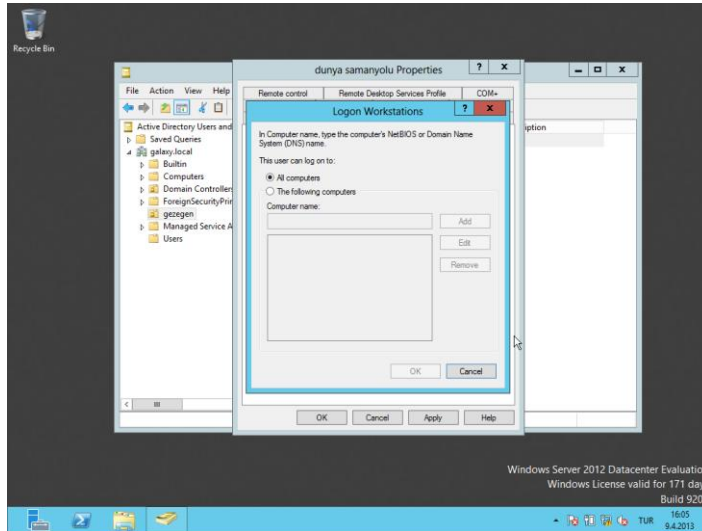 Recycle Bin
dunya samanyolu Properties
? x
File Action View Help
Remote control Remote Desktop Services Profile COM+
Logon Workstations
? x
Active Directory Users and
Saved Queries
galaxy.local
Builtin
Computers
Domain Controllers
ForeignSecurityPrin
gezegen
Managed Service A
Users
iption
In Computer name, type the computer's NetBIOS or Domain Name
System (DNS) name.
This user can log on to:
All computers
The following computers
Computer name:
Add
Edit
Remove
OK Cancel
OK Cancel Apply Help
Windows Server 2012 Datacenter Evaluatio
Windows License valid for 171 day
Build 920
TUR
16:05
9.4.2013